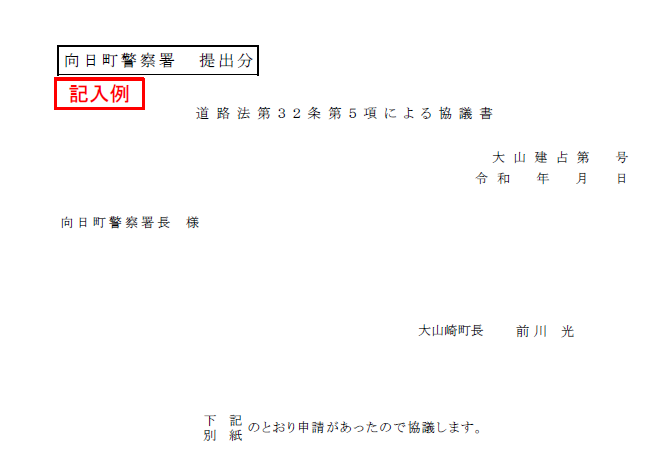 向日町警察署　提出分
記入例
道路法第３２条第５項による協議書
大山建占第　　号
令和　　年　　月　　日
向日町警察署長　様
大山崎町長　　前川　光
下　記
別　紙
のとおり申請があったので協議します。